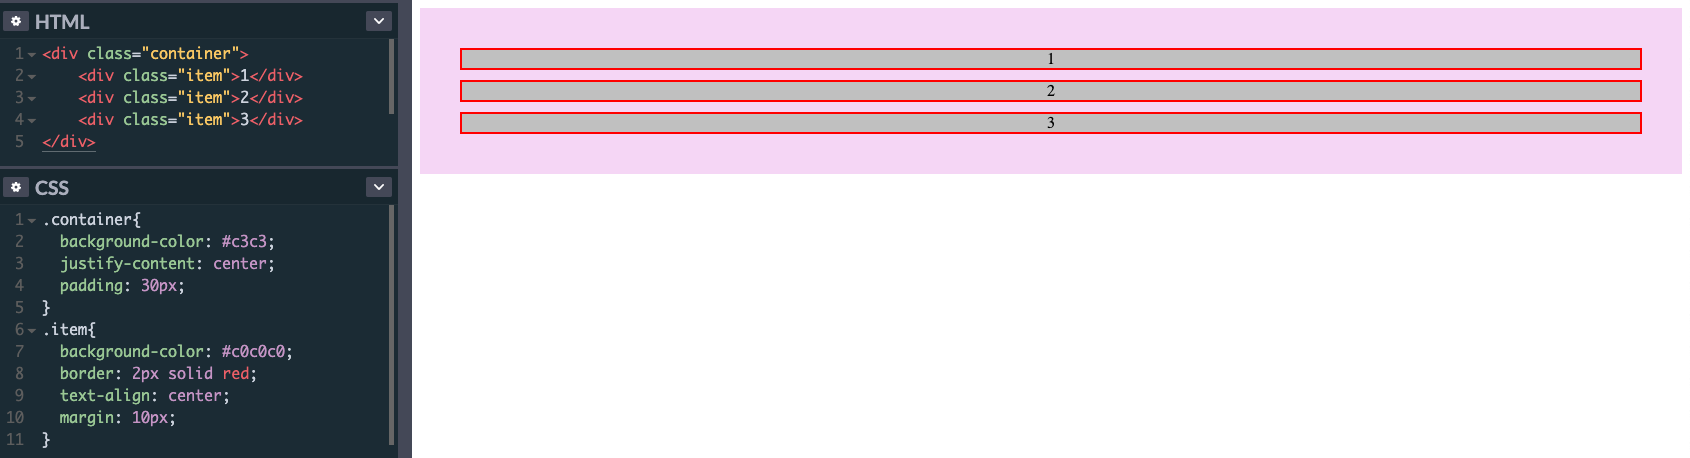 HTML
1 <div class="container">
2 <div class="item">1</div>
3 <div class="item">2</div>
4 <div class="item">3</div>
5 </div>
CSS
1 .container{
2 background-color: #c3c3;
3 justify-content: center;
4 padding: 30px;
5 }
6 .item{
7 background-color: #c0c0c0;
8 border: 2px solid red;
9 text-align: center;
10 margin: 10px;
11 }
1
2
3